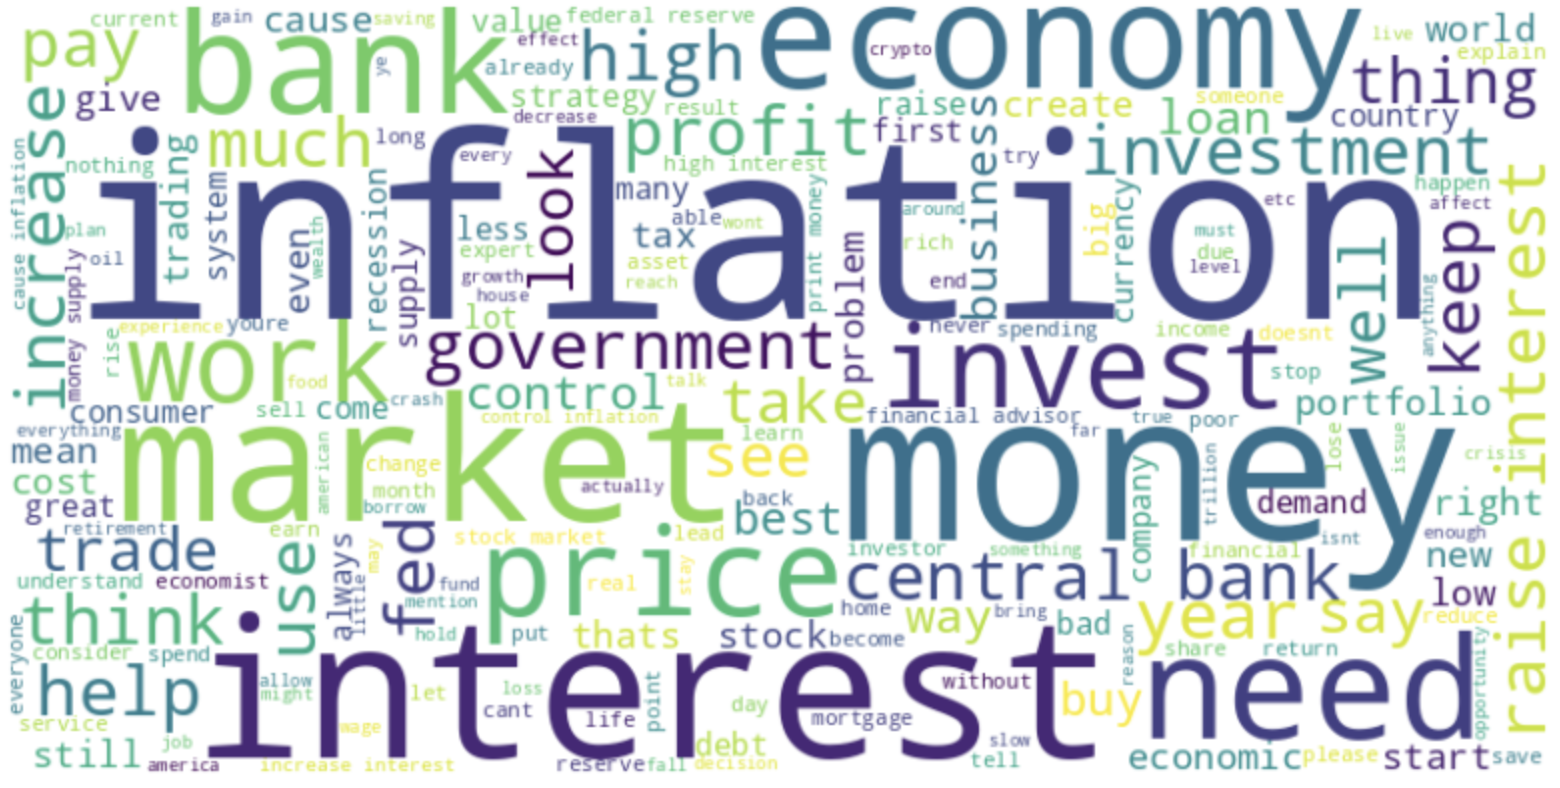 current
gain
cause
saving
value
federal reserve
economy
live
world
pay
bank
effect
high
crypto
explain
ye
already
thing
give
strategy
result
raise
create
someone
loan
country
increase
decrease
profit
first
business
much
long
trading
nothing
every
look
high interest
try
investment
interest
cause inflation
system
inflation
many
print money
around
currency
big
happen
affect
etc
plan
even
wealth
recession
less
able
wont
tax
must
due
level
well
keep
oil
expert
asset
rich
growth
reach
end
supply
money supply
house
lot
problem
anything
experience
youre
government
never
spending
income
doesnt
rise
work
invest
stop
food
control
talk
take
portfolio
consumer
sell
come
crash
control inflation
financial advisor
true
poor
everything
market
learn
far
money
lose
issue
crisis
mean
american
change
see
cost
month
actually
trillion
great
borrow
back
demand
right
retirement
earn
best
company
enough
trade
use
always
may
fed
stock market
lead
investor
something
financial
isnt
new
understand
economist
little
fund
price
real
stay
central bank
low
mention
home
raise interest
think
hold
put
thats
stock
become
way
bring
bad
year
say
reduce
everyone
consider
spend
reason
share
return
opportunity
help
interest
allow
might
let
loss
without
need
cant
life
point
day
mortgage
buy
service
wage
slow
still
job
debt
america
increase interest
reserve
fall
decision
tell
economic
please
start
save